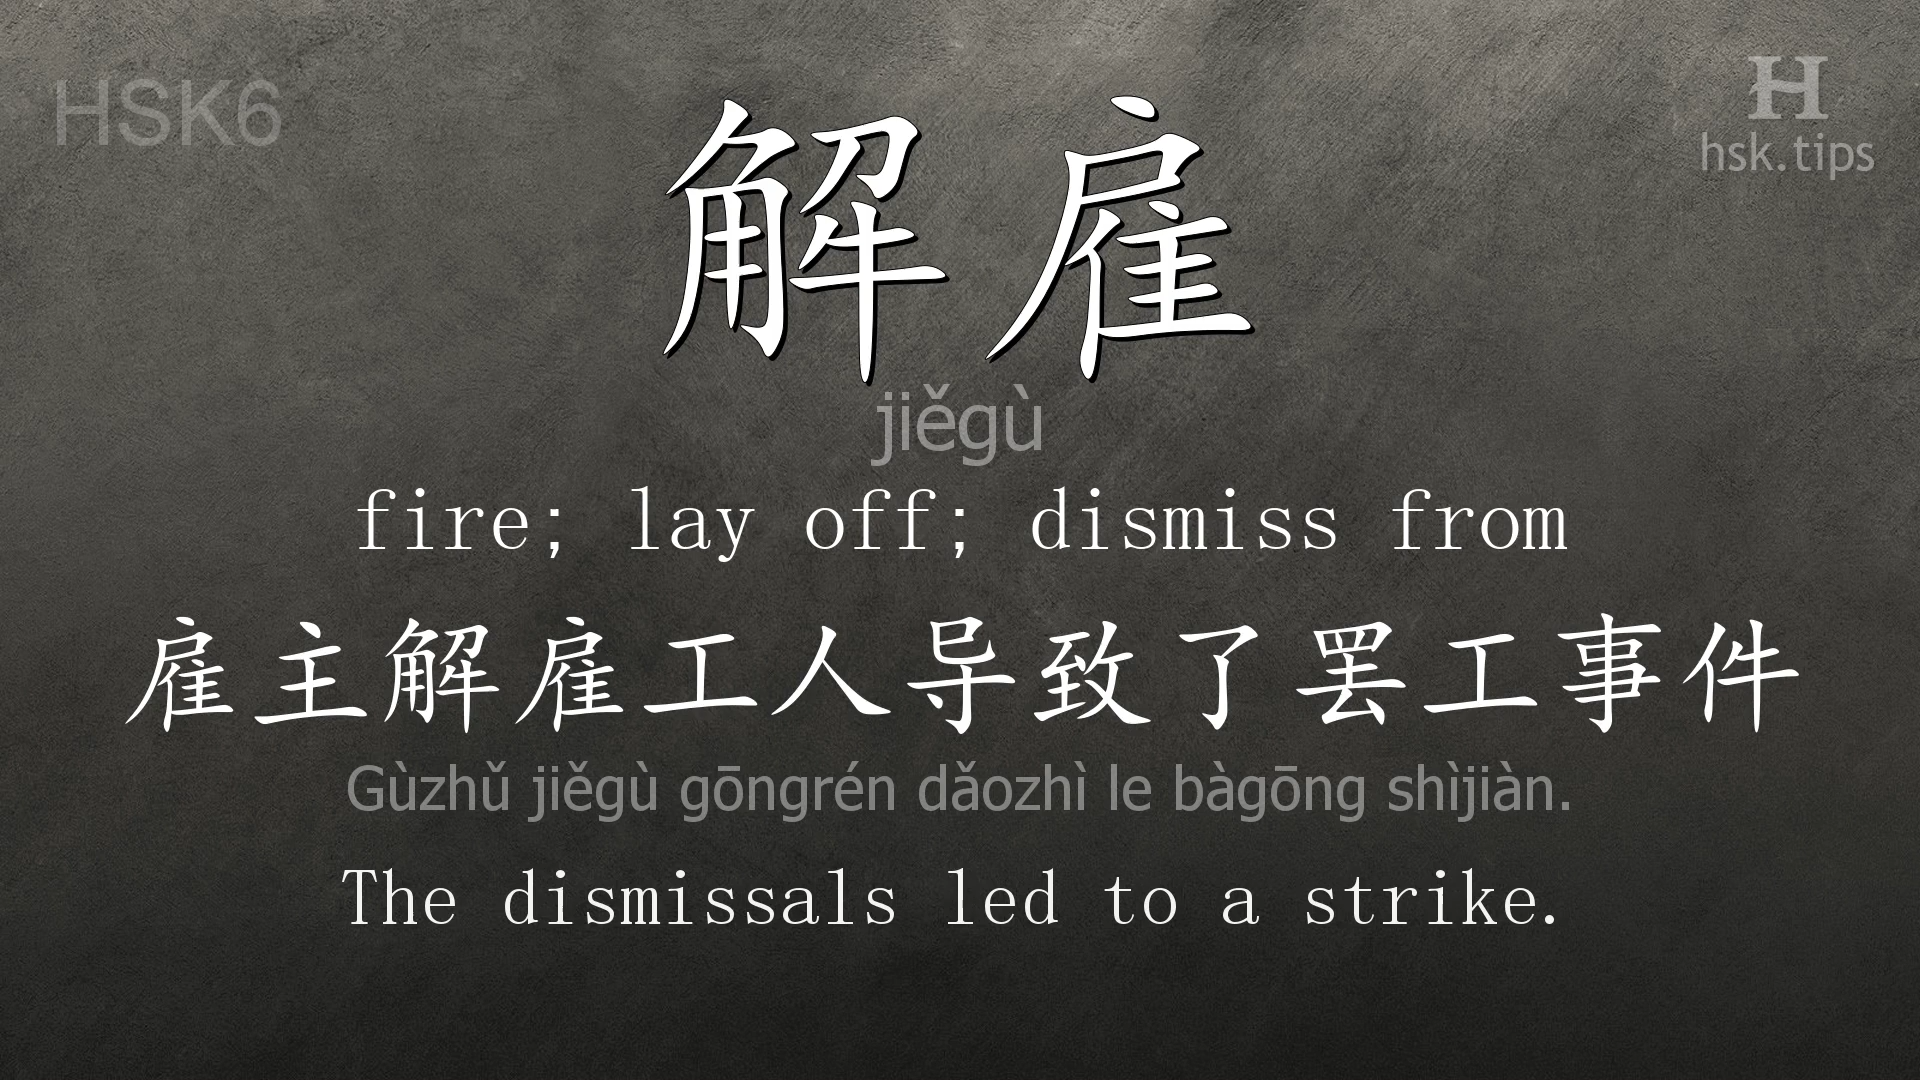 HSK6
H
hsk.tips
解雇
jiěgù
fire; lay off; dismiss from
雇主解雇工人导致了罢工事件
Gùzhǔ jiěgù gōngrén dǎozhì le bàgōng shìjiàn.
The dismissals led to a strike.